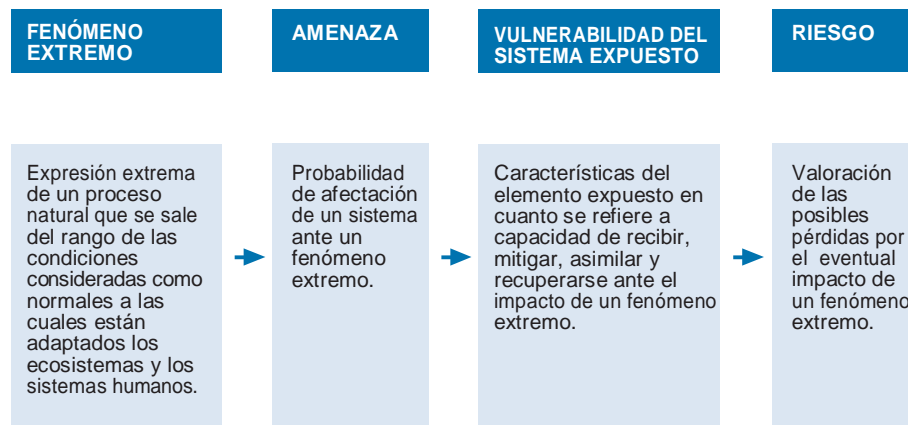 FENÓMENO
EXTREMO
AMENAZA
VULNERABILIDAD DEL
SISTEMA EXPUESTO
RIESGO
Expresión extrema
de un proceso
natural que se sale
del rango de las
condiciones
consideradas como
normales a las
cuales están
adaptados los
ecosistemas y los
sistemas humanos.
Probabilidad
de afectación
de un sistema
ante un
fenómeno
extremo.
Características del
elemento expuesto en
cuanto se refiere a
capacidad de recibir,
mitigar, asimilar y
recuperarse ante el
impacto de un fenómeno
extremo.
Valoración
de las
posibles
pérdidas por
el eventual
impacto de
un fenómeno
extremo.